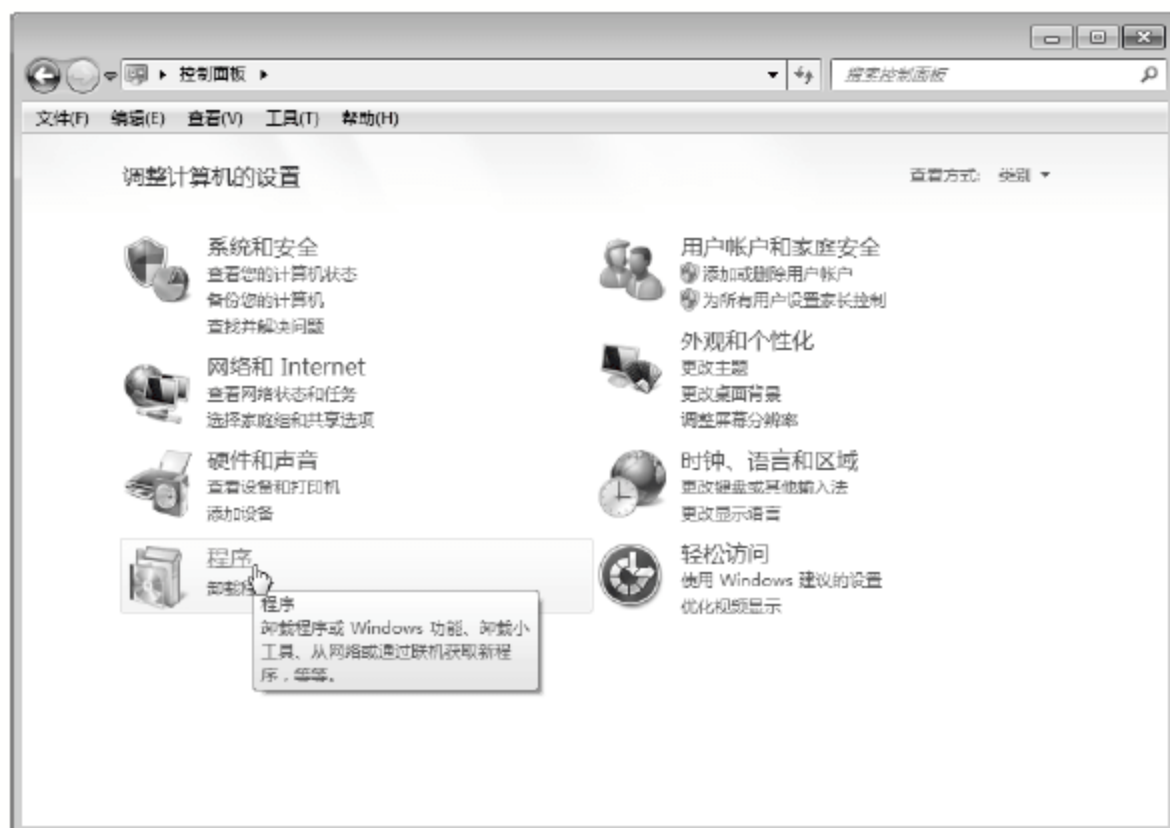 控制面板
搜索控制面板
文件(F) 编辑(E) 查看(V) 工具(T) 帮助(H)
调整计算机的设置
查看方式: 类别
系统和安全
查看您的计算机状态
备份您的计算机
查找并解决问题
网络和 Internet
查看网络状态和任务
选择家庭组和共享选项
硬件和声音
查看设备和打印机
添加设备
程序
卸载程
程序
卸载程序或 Windows 功能、卸载小
工具、从网络或通过联机获取新程
序，等等。
用户帐户和家庭安全
添加或删除用户帐户
为所有用户设置家长控制
外观和个性化
更改主题
更改桌面背景
调整屏幕分辨率
时钟、语言和区域
更改键盘或其他输入法
更改显示语言
轻松访问
使用 Windows 建议的设置
优化视频显示